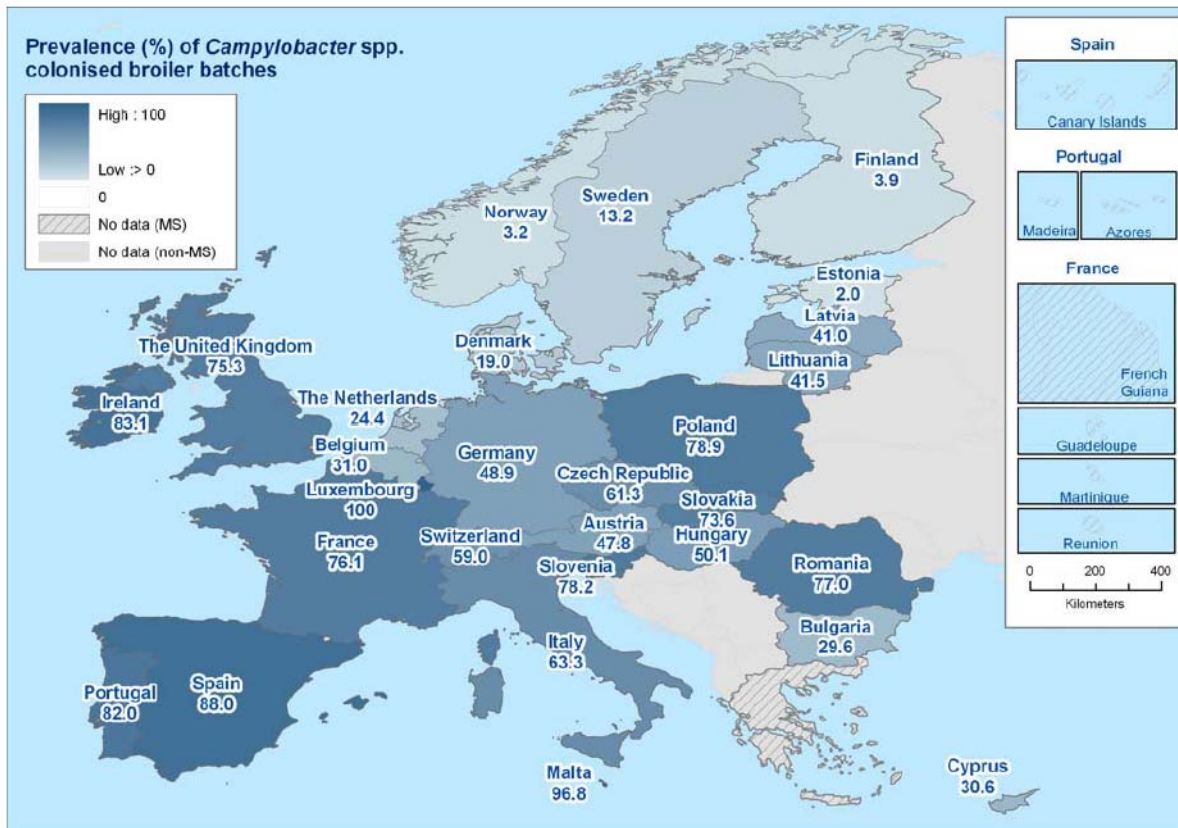 Prevalence (%) of Campylobacter spp.
colonised broiler batches
High : 100
Low :> 0
0
No data (MS)
No data (non-MS)
Finland
3.9
Sweden
13.2
Norway
3.2
Estonia
2.0
Latvia
41.0
Lithuania
41.5
Denmark
19.0
The United Kingdom
75.3
Ireland
83.1
The Netherlands
24.4
Belgium
31.0
Luxembourg
100
Germany
48.9
Poland
78.9
Czech Republic
61.3
Slovakia
73.6
Austria
47.8
Hungary
50.1
Switzerland
59.0
France
76.1
Slovenia
78.2
Romania
77.0
Bulgaria
29.6
Italy
63.3
Portugal
82.0
Spain
88.0
Malta
96.8
Cyprus
30.6
Spain
Canary Islands
Portugal
Madeira
Azores
France
French
Guiana
Guadeloupe
Martinique
Reunion
0 200 400
Kilometers